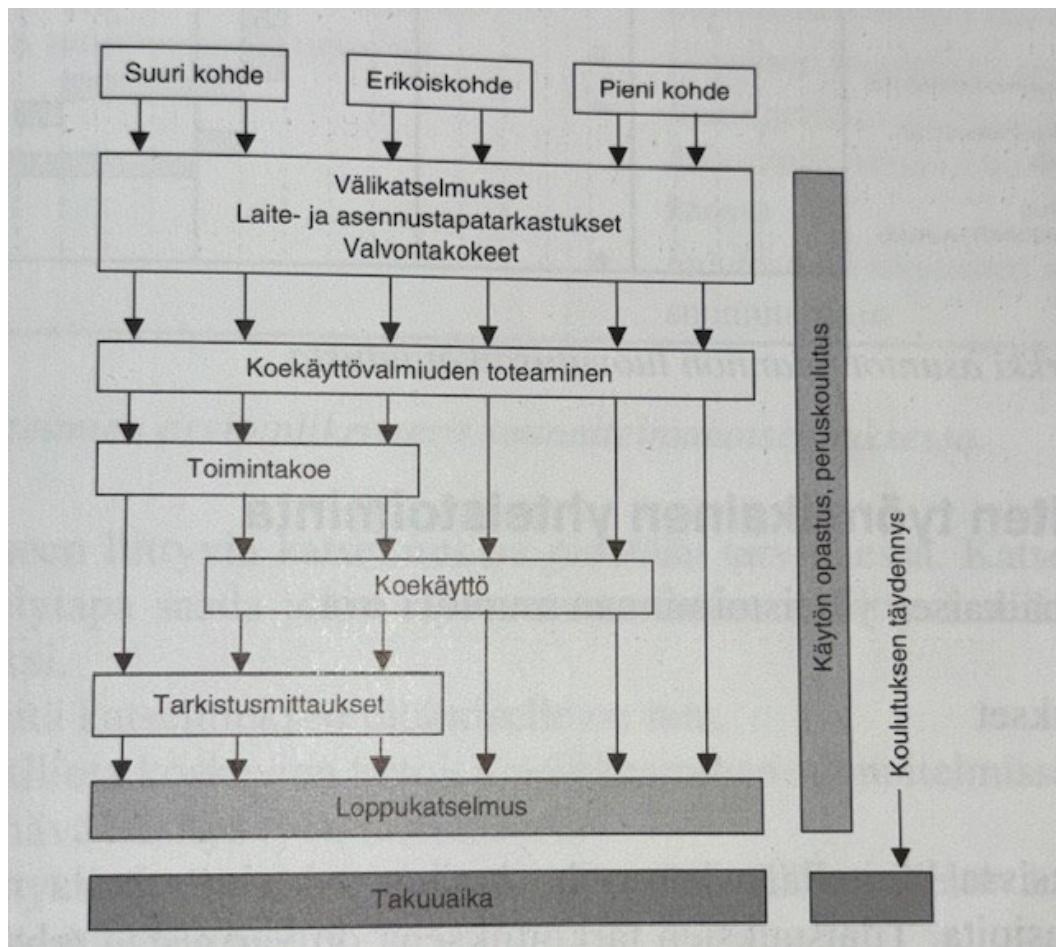 Suuri kohde
Erikoiskohde
Pieni kohde
Välikatselmukset
Laite- ja asennustapatarkastukset
Valvontakokeet
Koekäyttövalmiuden toteaminen
Toimintakoe
Koekäyttö
Tarkistusmittaukset
Loppukatselmus
Takuuaika
Käytön opastus, peruskoulutus
Koulutuksen täydennys